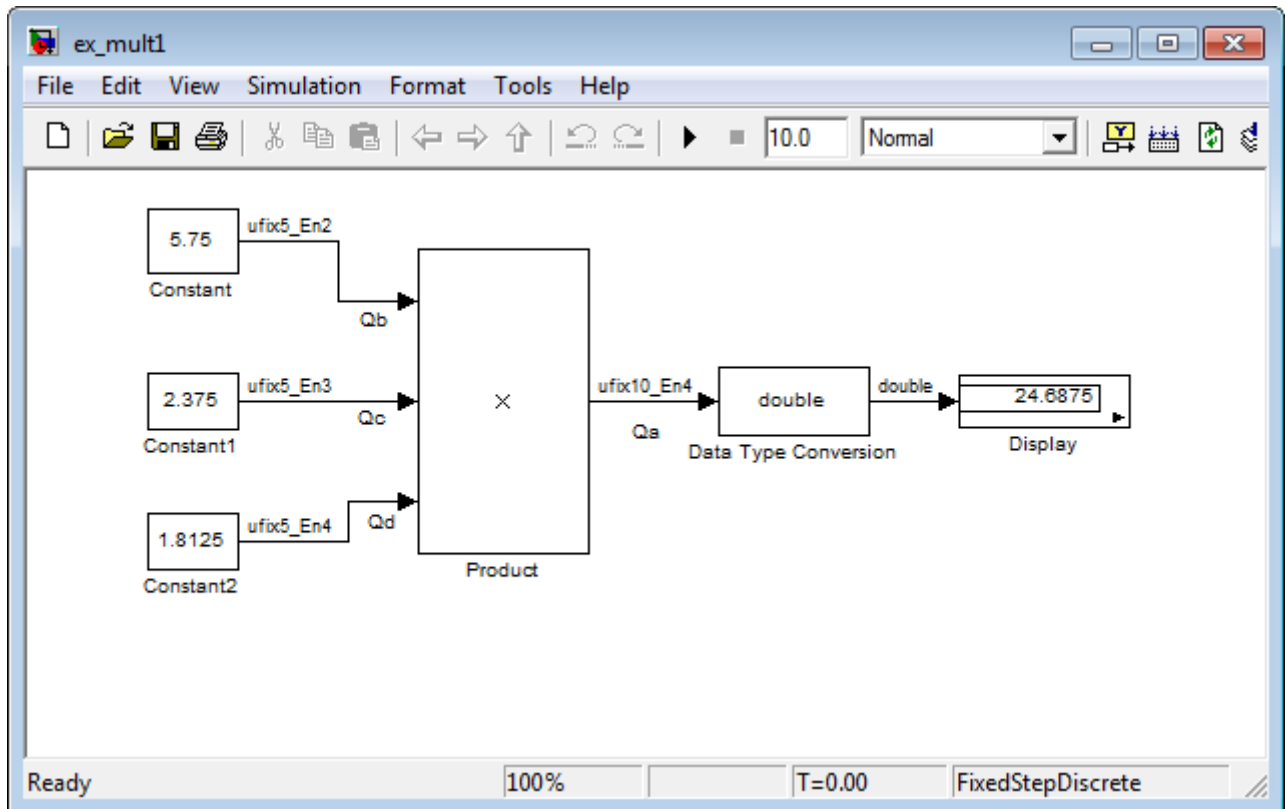 ex_mult1
File Edit View Simulation Format Tools Help
10.0 Normal
5.75
ufix5_En2
Constant
Qb
2.375
ufix5_En3
Constant1
Qc
1.8125
ufix5_En4
Constant2
Qd
×
Product
ufix10_En4
Qa
double
Data Type Conversion
double
24.6875
Display
Ready 100% T=0.00 FixedStepDiscrete